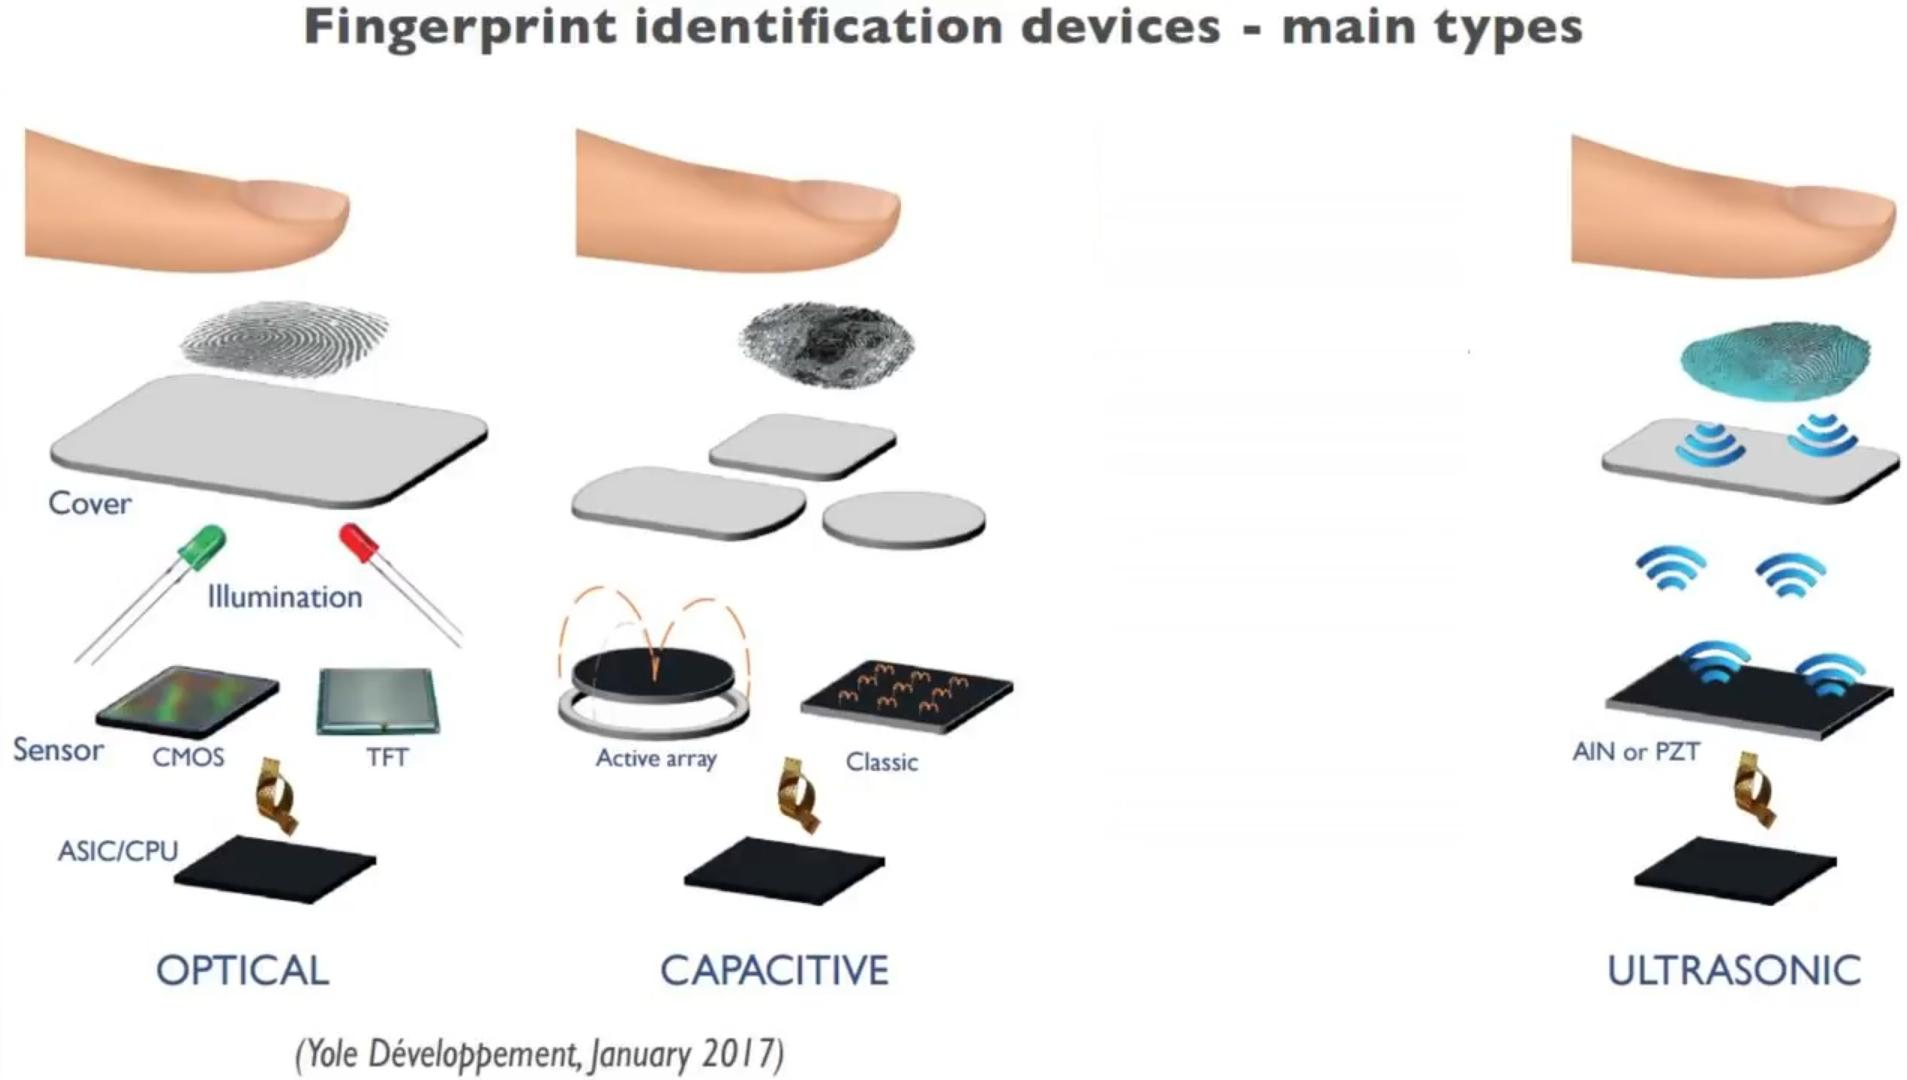 Fingerprint identification devices - main types
Cover
Illumination
Sensor
CMOS
TFT
ASIC/CPU
OPTICAL
Active array
Classic
CAPACITIVE
AlN or PZT
ULTRASONIC
(Yole Développement, January 2017)